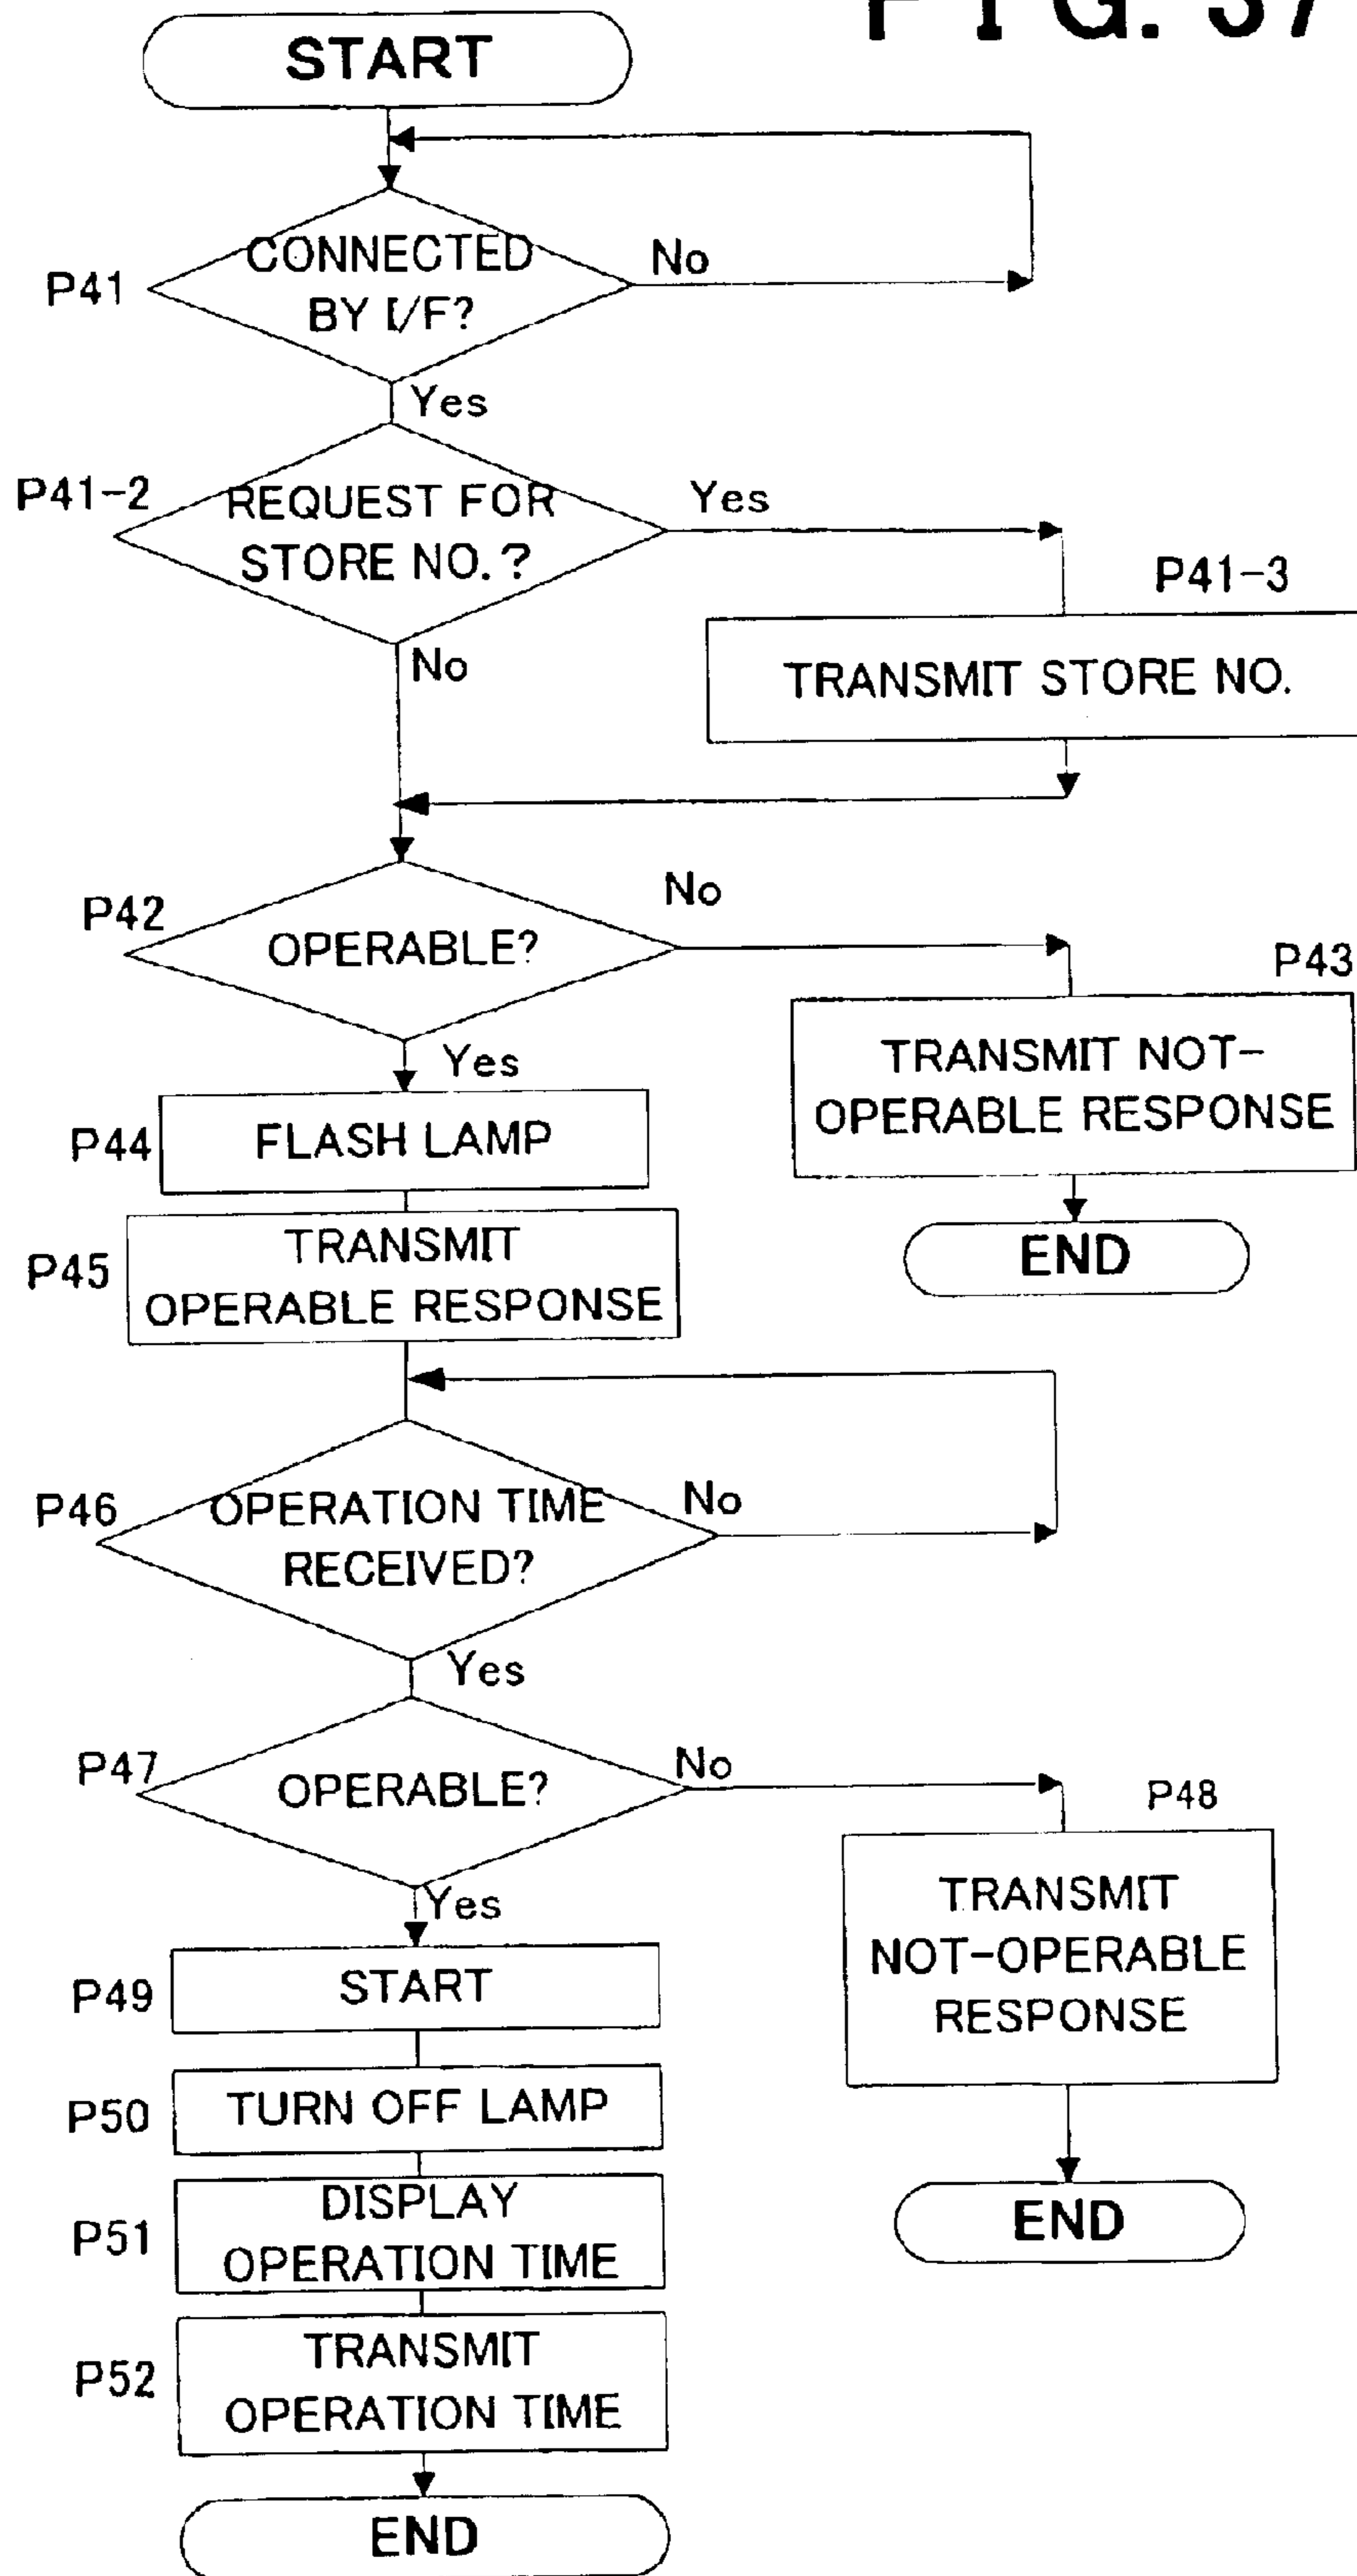 FIG. 37
START
CONNECTED
BY I/F?
P41
No
Yes
P41-2
REQUEST FOR
STORE NO.?
Yes
P41-3
TRANSMIT STORE NO.
No
P42
OPERABLE?
No
P43
TRANSMIT NOT-
OPERABLE RESPONSE
END
Yes
P44
FLASH LAMP
P45
TRANSMIT
OPERABLE RESPONSE
P46
OPERATION TIME
RECEIVED?
No
Yes
P47
OPERABLE?
No
P48
TRANSMIT
NOT-OPERABLE
RESPONSE
END
Yes
P49
START
P50
TURN OFF LAMP
P51
DISPLAY
OPERATION TIME
P52
TRANSMIT
OPERATION TIME
END